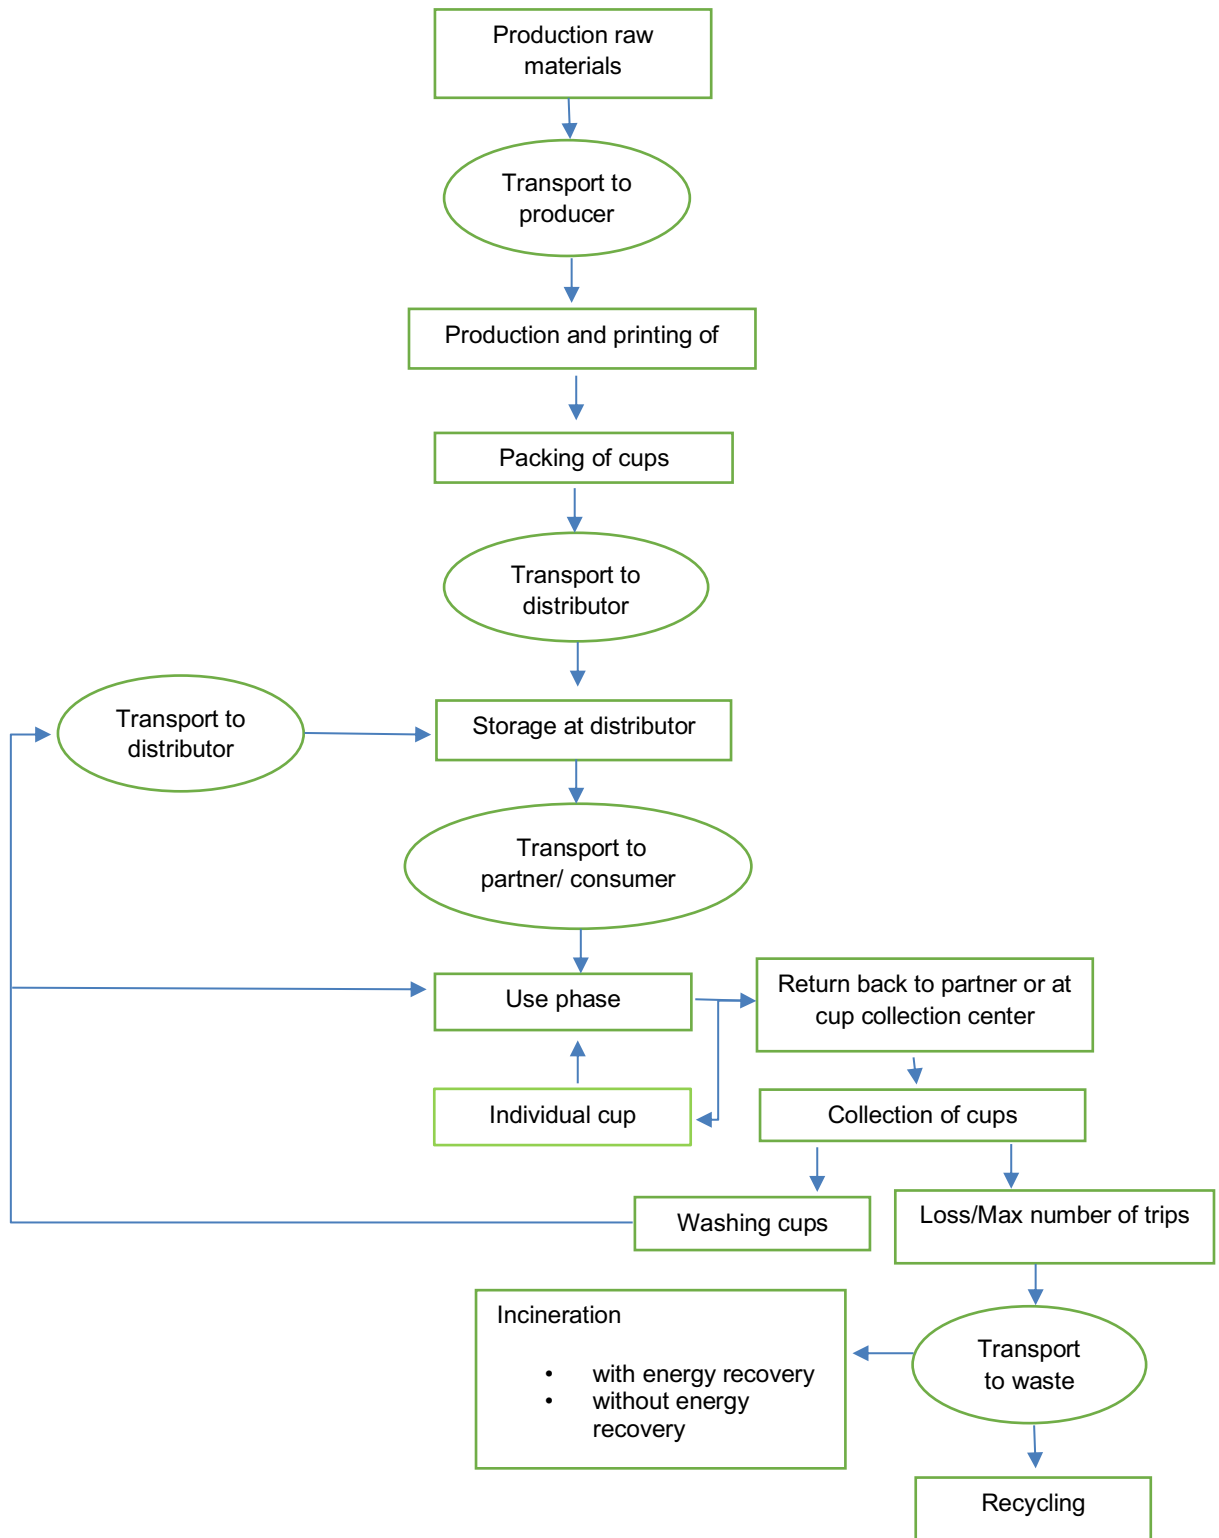 Production raw
materials
Transport to
producer
Production and printing of
Packing of cups
Transport to
distributor
Transport to
distributor
Storage at distributor
Transport to
partner/ consumer
Use phase
Return back to partner or at
cup collection center
Individual cup
Collection of cups
Washing cups
Loss/Max number of trips
Incineration
• with energy recovery
• without energy
recovery
Transport
to waste
Recycling